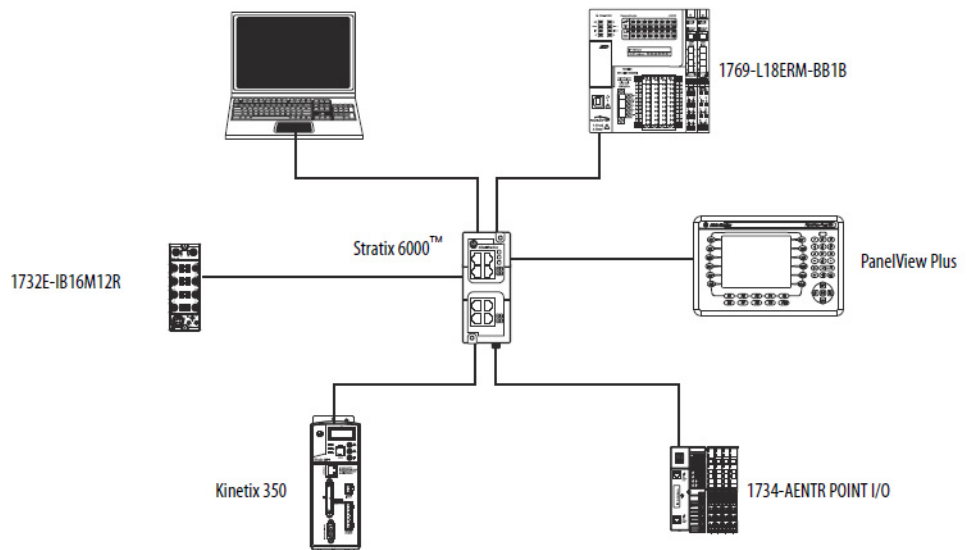 1769-L18ERM-BB1B
Stratix 6000™
1732E-IB16M12R
PanelView Plus
Kinetix 350
1734-AENTR POINT I/O